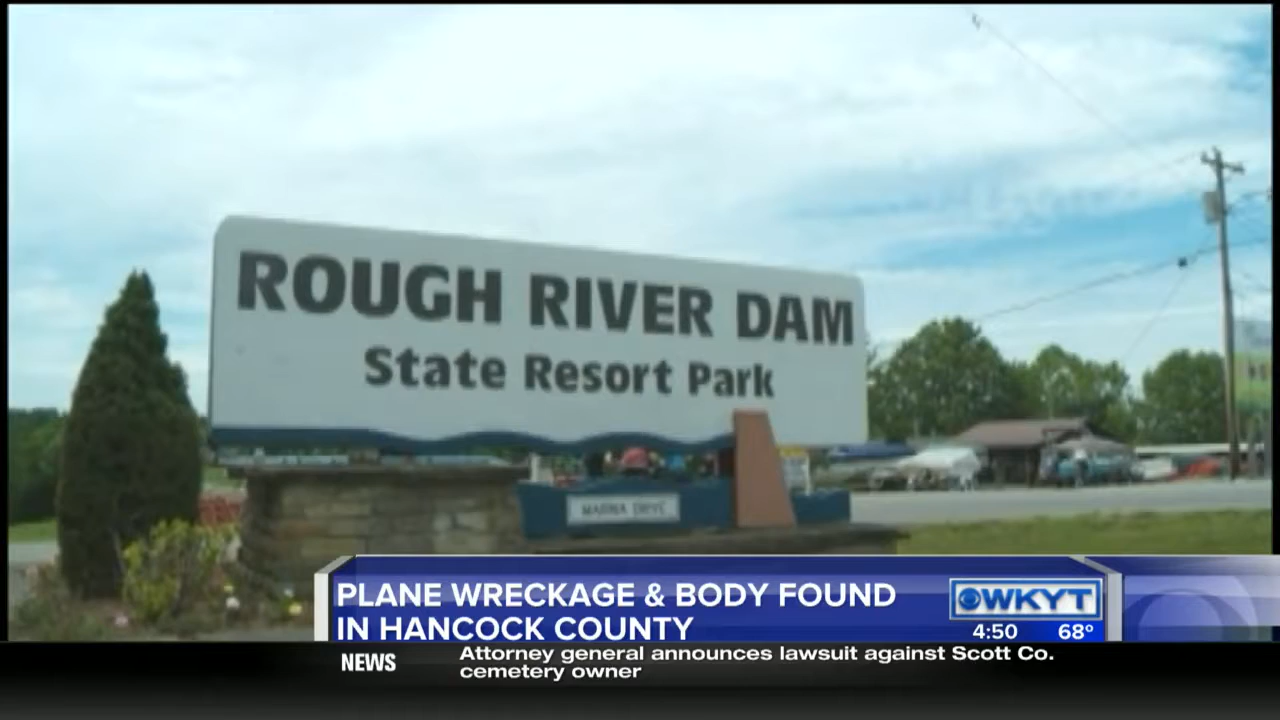 ROUGH RIVER DAM
State Resort Park
MARINA DRIVE
PLANE WRECKAGE & BODY FOUND
IN HANCOCK COUNTY
WKYT
4:50 68°
NEWS
Attorney general announces lawsuit against Scott Co.
cemetery owner